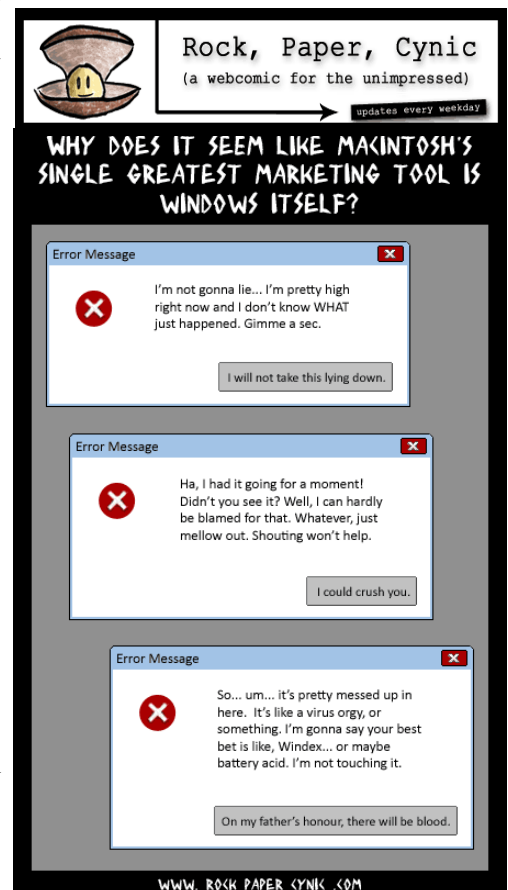 Rock, Paper, Cynic
(a webcomic for the unimpressed)
updates every weekday
WHY DOES IT SEEM LIKE MACINTOSH'S
SINGLE GREATEST MARKETING TOOL IS
WINDOWS ITSELF?
Error Message
I'm not gonna lie... I'm pretty high
right now and I don't know WHAT
just happened. Gimme a sec.
I will not take this lying down.
Error Message
Ha, I had it going for a moment!
Didn't you see it? Well, I can hardly
be blamed for that. Whatever, just
mellow out. Shouting won't help.
I could crush you.
Error Message
So... um... it's pretty messed up in
here. It's like a virus orgy, or
something. I'm gonna say your best
bet is like, Windex... or maybe
battery acid. I'm not touching it.
On my father's honour, there will be blood.
WWW. ROCK PAPER CYNIC .COM